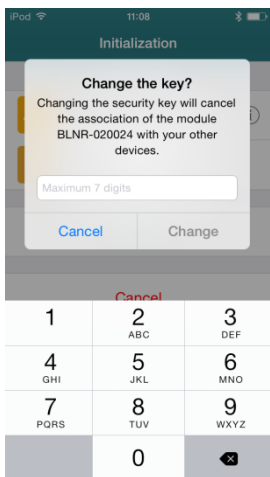 iPod 11:08
Initialization
Change the key?
Changing the security key will cancel
the association of the module
BLNR-020024 with your other
devices.
Maximum 7 digits
Cancel Change
Cancel
1 2 3
ABC DEF
4 5 6
GHI JKL MNO
7 8 9
PQRS TUV WXYZ
0